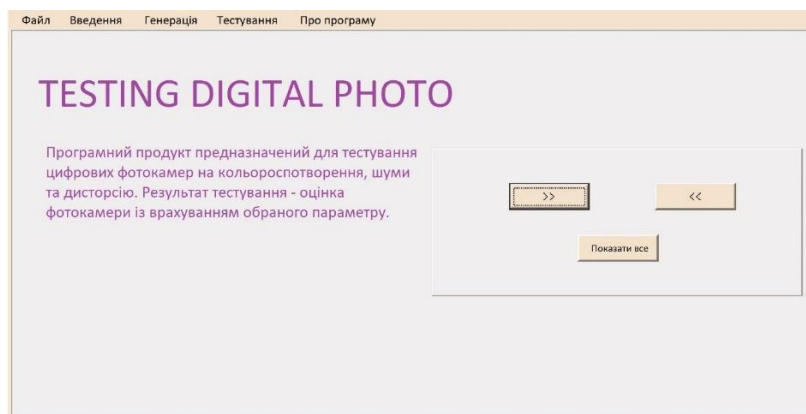 Файл Введення Генерація Тестування Про програму
TESTING DIGITAL PHOTO
Програмний продукт предназначений для тестування
цифрових фотокамер на кольороспотворення, шуми
та дисторсію. Результат тестування - оцінка
фотокамери із врахуванням обраного параметру.
>> <<
Показати все